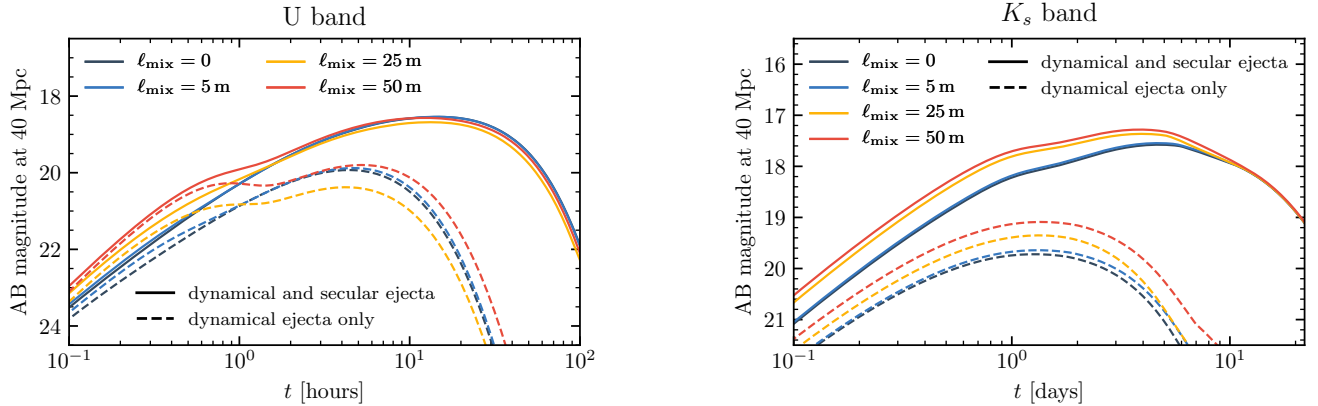 U band
AB magnitude at 40 Mpc
18
20
22
24
ℓmix = 0
ℓmix = 5 m
ℓmix = 25 m
ℓmix = 50 m
dynamical and secular ejecta
dynamical ejecta only
10⁻¹ 10⁰ 10¹ 10²
t [hours]
Kₛ band
AB magnitude at 40 Mpc
16
17
18
19
20
21
ℓmix = 0
ℓmix = 5 m
ℓmix = 25 m
ℓmix = 50 m
dynamical and secular ejecta
dynamical ejecta only
10⁻¹ 10⁰ 10¹
t [days]